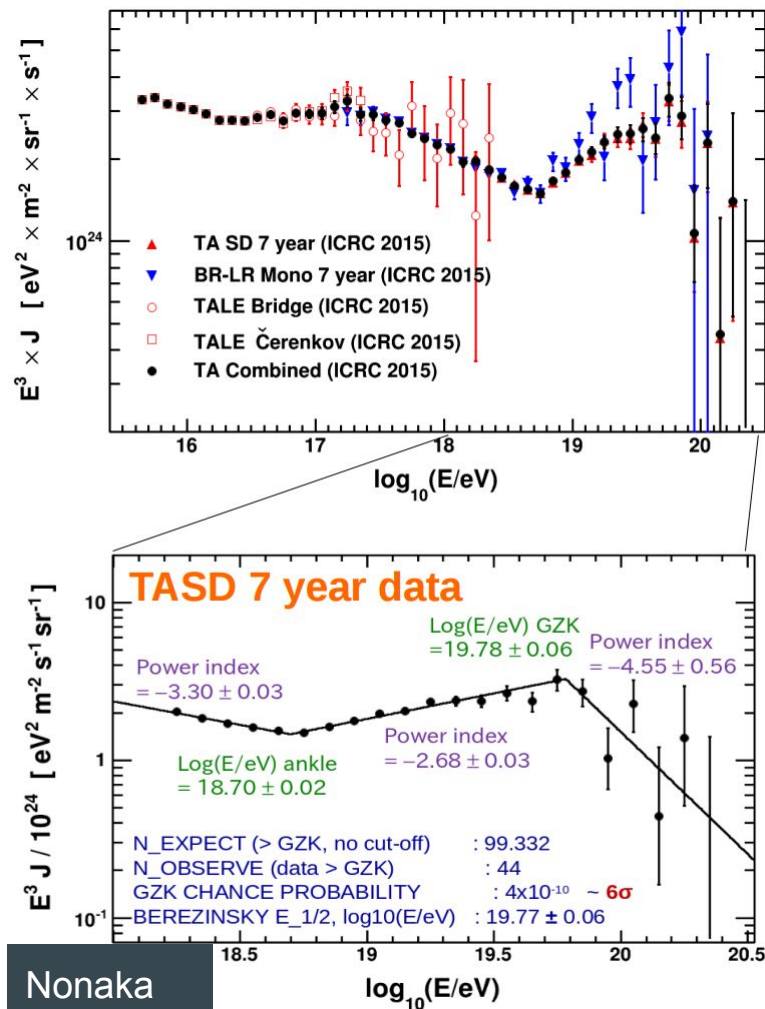 E³ × J [ eV² × m⁻² × sr⁻¹ × s⁻¹ ]
10²⁴
TA SD 7 year (ICRC 2015)
BR-LR Mono 7 year (ICRC 2015)
TALE Bridge (ICRC 2015)
TALE Čerenkov (ICRC 2015)
TA Combined (ICRC 2015)
16 17 18 19 20
log₁₀(E/eV)
TASD 7 year data
E³ J / 10²⁴ [ eV² m⁻² s⁻¹ sr⁻¹ ]
10
1
10⁻¹
Log(E/eV) GZK
=19.78 ± 0.06
Power index
= −3.30 ± 0.03
Power index
= −4.55 ± 0.56
Log(E/eV) ankle
= 18.70 ± 0.02
Power index
= −2.68 ± 0.03
N_EXPECT (> GZK, no cut-off) : 99.332
N_OBSERVE (data > GZK) : 44
GZK CHANCE PROBABILITY : 4x10⁻¹⁰ ~ 6σ
BEREZINSKY E_1/2, log10(E/eV) : 19.77 ± 0.06
18.5 19 19.5 20 20.5
log₁₀(E/eV)
Nonaka